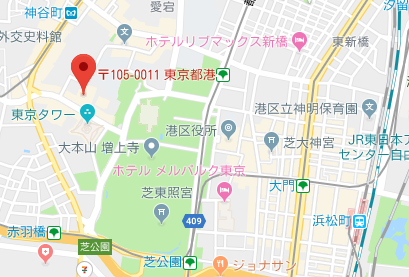 神谷町
愛宕
汐留
外交史料館
ホテルリブマックス新橋
東新橋
〒105-0011 東京都港
東京タワー
港区立神明保育園
港区役所
大本山 増上寺
芝大神宮
JR東日本ア
センター自由
ホテル メルパルク東京
芝東照宮
大門
409
浜松町
赤羽橋
芝公園
芝公園
ジョナサン